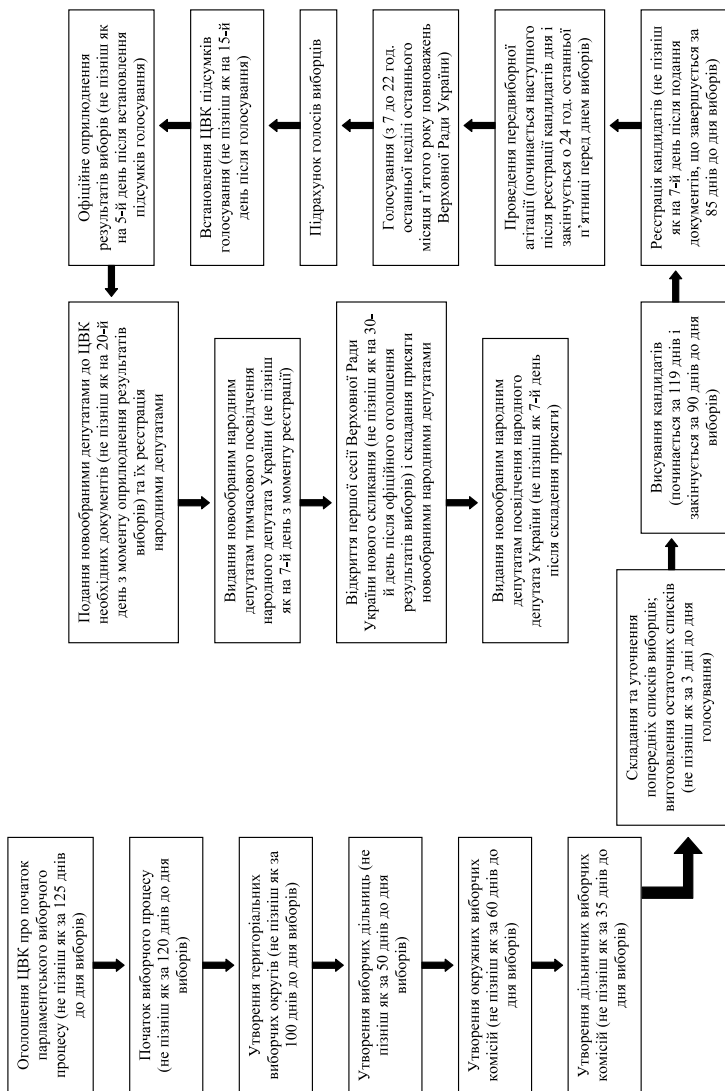 Оголошення ЦВК про початок
парламентського виборчого
процесу (не пізніш як за 125 днів
до дня виборів)
Початок виборчого процесу
(не пізніш як за 120 днів до дня
виборів)
Утворення територіальних
виборчих округів (не пізніш як за
100 днів до дня виборів)
Утворення виборчих дільниць (не
пізніш як за 50 днів до дня
виборів)
Утворення окружних виборчих
комісій (не пізніш як за 60 днів до
дня виборів)
Утворення дільничних виборчих
комісій (не пізніш як за 35 днів до
дня виборів)
Складання та уточнення
попередніх списків виборців;
виготовлення остаточних списків
(не пізніш як за 3 дні до дня
голосування)
Висування кандидатів
(починається за 119 днів і
закінчується за 90 днів до дня
виборів)
Реєстрація кандидатів (не пізніш
як на 7-й день після подання
документів, що завершується за
85 днів до дня виборів)
Проведення передвиборної
агітації (починається наступного
після реєстрації кандидатів дня і
закінчується о 24 год. останньої
п’ятниці перед днем виборів)
Голосування (з 7 до 22 год.
останньої неділі останнього
місяця п’ятого року повноважень
Верховної Ради України)
Підрахунок голосів виборців
Встановлення ЦВК підсумків
голосування (не пізніш як на 15-й
день після голосування)
Офіційне оприлюднення
результатів виборів (не пізніш як
на 5-й день після встановлення
підсумків голосування)
Подання новообраними депутатами до ЦВК
необхідних документів (не пізніш як на 20-й
день з моменту оприлюднення результатів
виборів) та їх реєстрація
народними депутатами
Видання новообраним народним
депутатам тимчасового посвідчення
народного депутата України (не пізніш
як на 7-й день з моменту реєстрації)
Відкриття першої сесії Верховної Ради
України нового скликання (не пізніш як на 30-
й день після офіційного оголошення
результатів виборів) і складання присяги
новообраними народними депутатами
Видання новообраним народним
депутатам посвідчення народного
депутата України (не пізніш як 7-й день
після складення присяги)